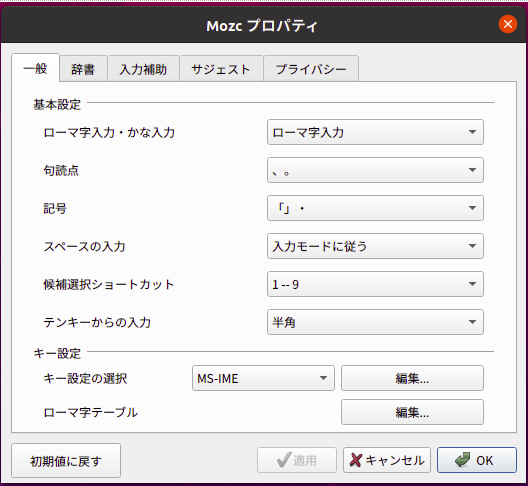 Mozc プロパティ
一般 辞書 入力補助 サジェスト プライバシー
基本設定
ローマ字入力・かな入力 ローマ字入力
句読点 、。
記号 「」・
スペースの入力 入力モードに従う
候補選択ショートカット 1 -- 9
テンキーからの入力 半角
キー設定
キー設定の選択 MS-IME 編集...
ローマ字テーブル 編集...
初期値に戻す 適用 キャンセル OK